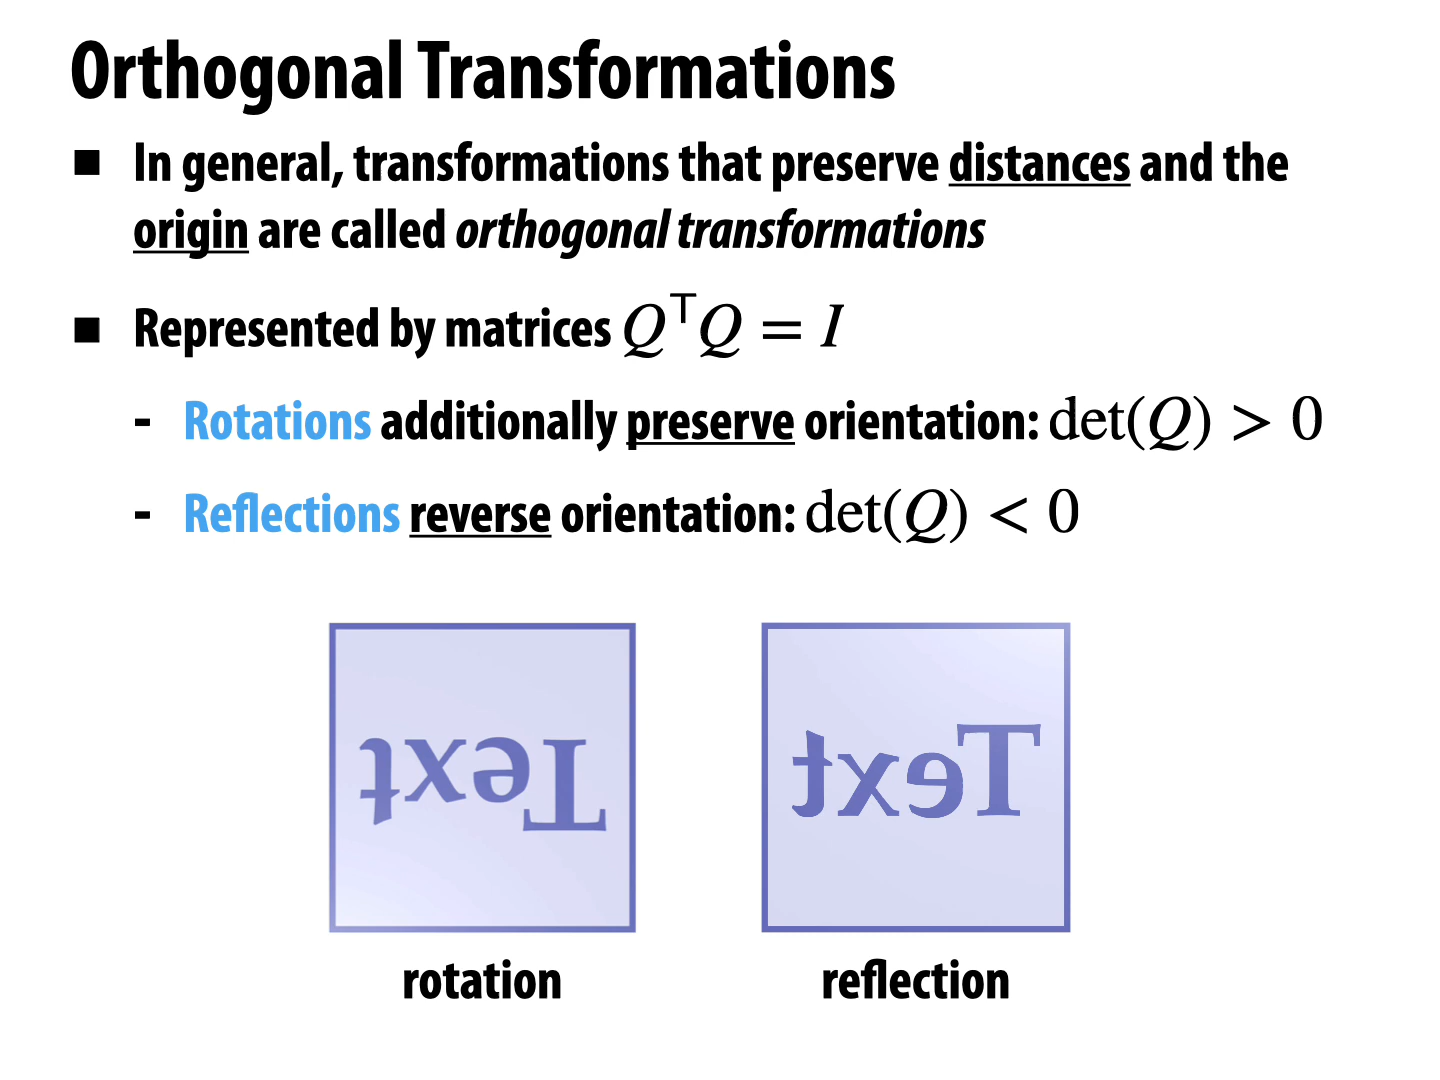 Orthogonal Transformations
■ In general, transformations that preserve distances and the
origin are called orthogonal transformations
■ Represented by matrices Q⊤Q = I
- Rotations additionally preserve orientation: det(Q) > 0
- Reflections reverse orientation: det(Q) < 0
Text Text
rotation reflection